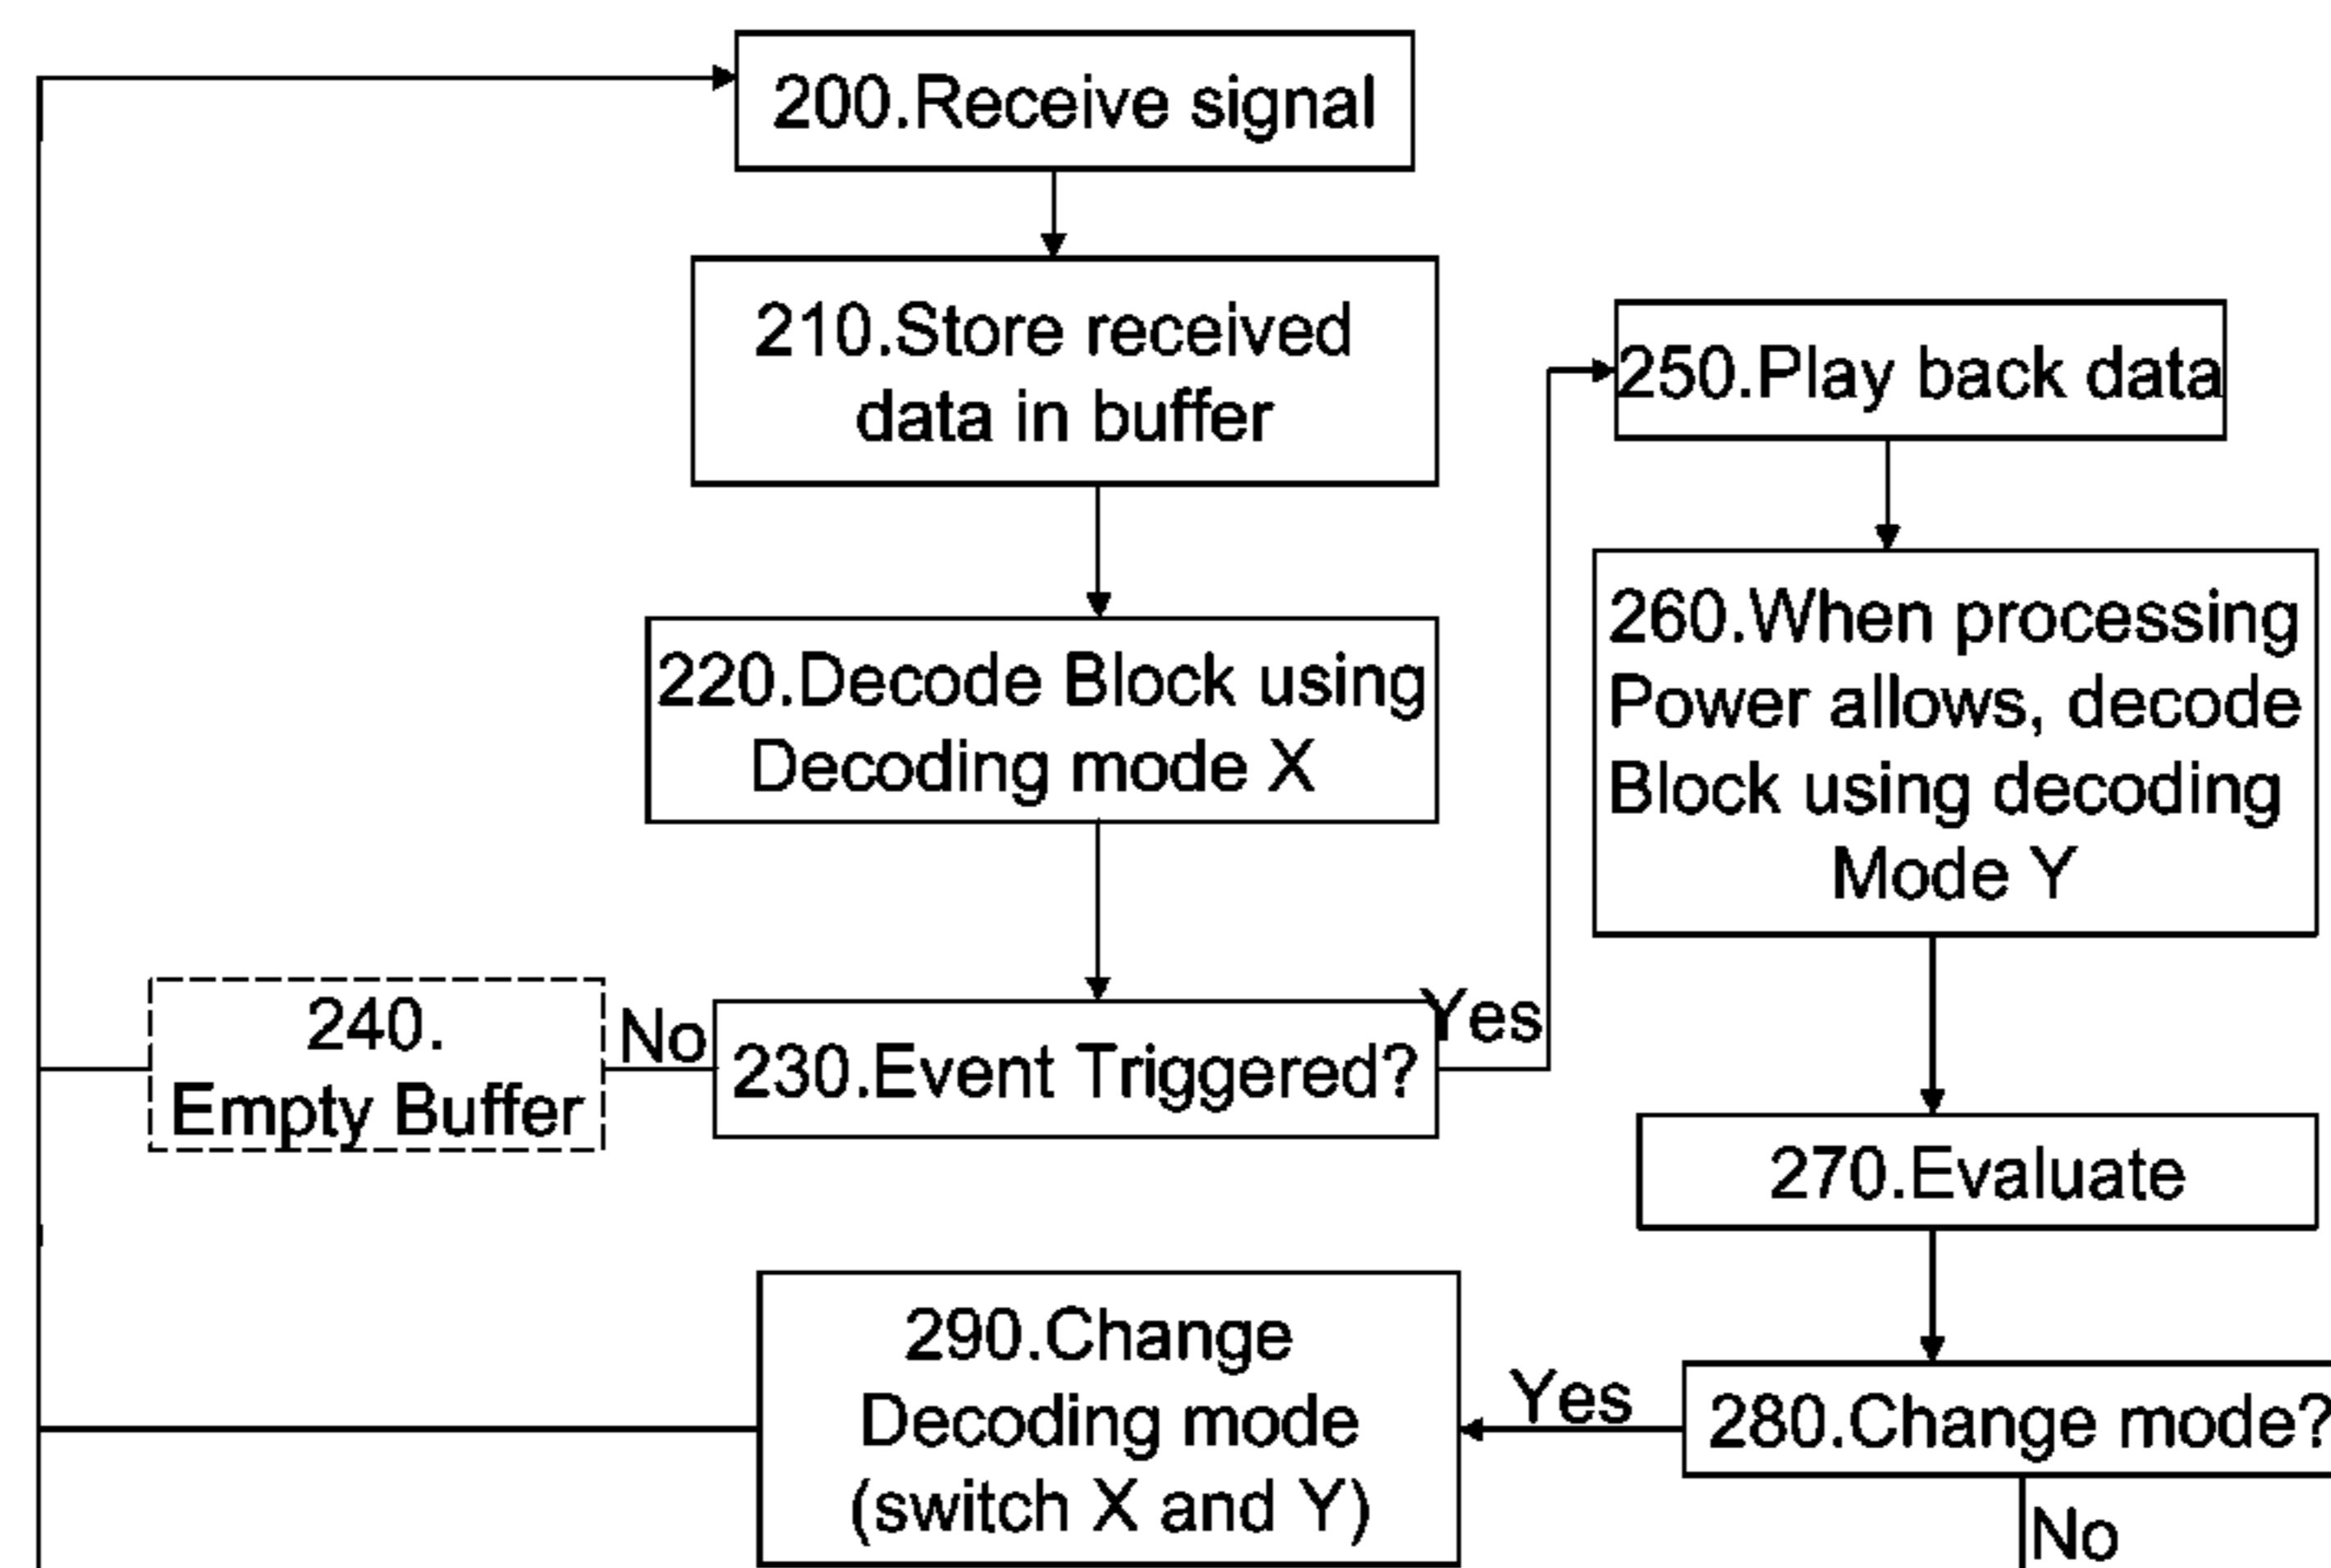 200.Receive signal
210.Store received
data in buffer
220.Decode Block using
Decoding mode X
230.Event Triggered?
No
240.
Empty Buffer
Yes
250.Play back data
260.When processing
Power allows, decode
Block using decoding
Mode Y
270.Evaluate
280.Change mode?
Yes
290.Change
Decoding mode
(switch X and Y)
No